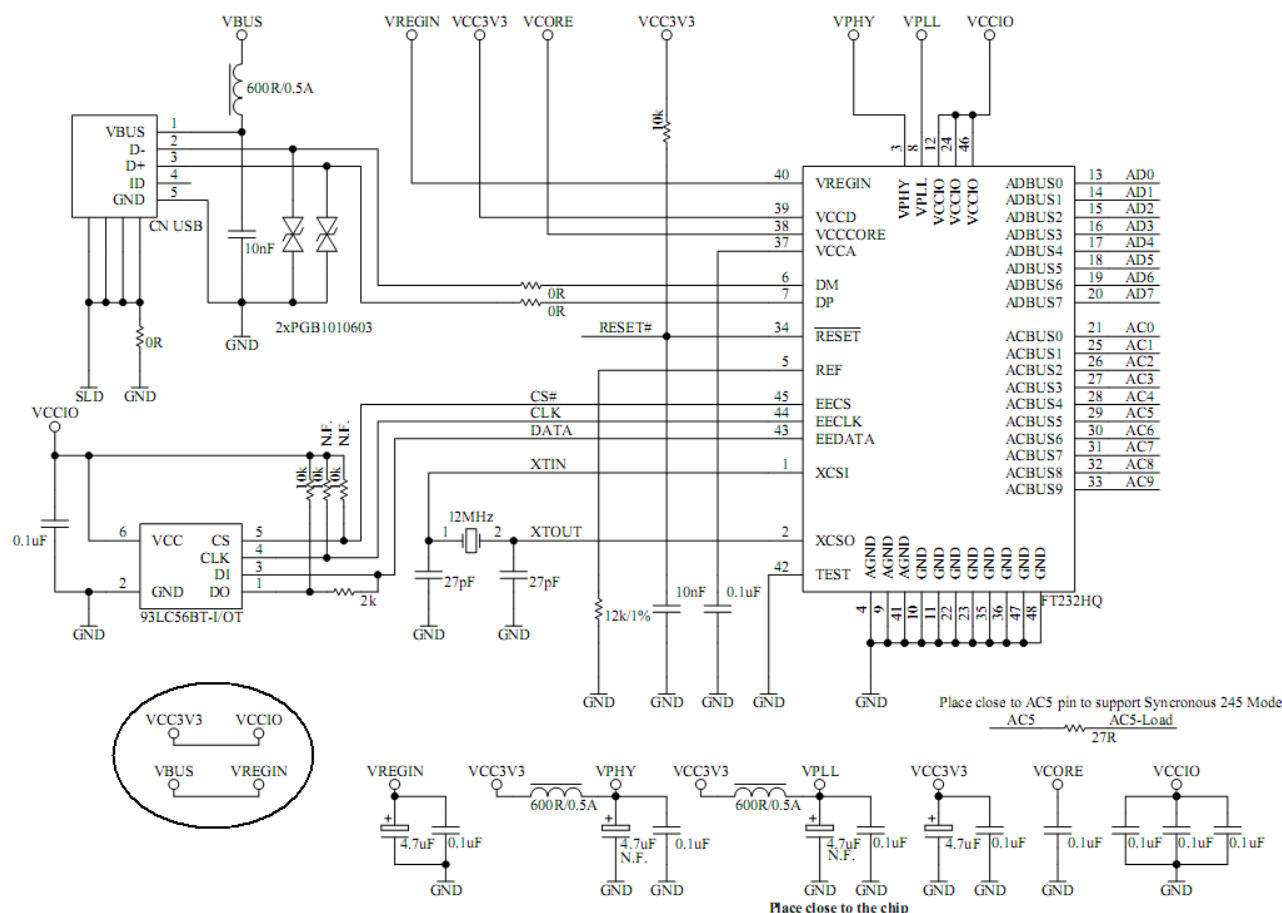 VBUS VREGIN VCC3V3 VCORE VCC3V3 VPHY VPLL VCCIO
600R/0.5A
10k
3 8 12 24 46
VBUS 1
D- 2
D+ 3
ID 4
GND 5
CN USB
10nF
2xPGB1010603
GND
0R
SLD GND
40 VREGIN
39 VCCD
38 VCCCORE
37 VCCA
0R 6 DM
0R 7 DP
RESET# 34 RESET
5 REF
CS# 45 EECS
CLK 44 EECLK
DATA 43 EEDATA
XTIN 1 XCSI
XTOUT 2 XCSO
42 TEST
VPHY VPLL VCCIO VCCIO VCCIO
ADBUS0 13 AD0
ADBUS1 14 AD1
ADBUS2 15 AD2
ADBUS3 16 AD3
ADBUS4 17 AD4
ADBUS5 18 AD5
ADBUS6 19 AD6
ADBUS7 20 AD7
ACBUS0 21 AC0
ACBUS1 25 AC1
ACBUS2 26 AC2
ACBUS3 27 AC3
ACBUS4 28 AC4
ACBUS5 29 AC5
ACBUS6 30 AC6
ACBUS7 31 AC7
ACBUS8 32 AC8
ACBUS9 33 AC9
AGND AGND AGND GND GND GND GND GND GND GND GND
FT232HQ
4 9 41 10 11 22 23 35 36 47 48
GND
VCCIO
N.F. N.F.
10k 10k 10k
0.1uF
6 VCC CS 5
CLK 4
DI 3
2 GND DO 1
2k
93LC56BT-I/OT
GND
12MHz
1 2
27pF 27pF
GND GND
12k/1% 10nF 0.1uF
GND GND GND GND
VCC3V3 VCCIO
VBUS VREGIN
Place close to AC5 pin to support Syncronous 245 Mode
AC5 AC5-Load
27R
VREGIN VCC3V3 VPHY VCC3V3 VPLL VCC3V3 VCORE VCCIO
600R/0.5A 600R/0.5A
+ + + +
4.7uF 0.1uF 4.7uF 0.1uF 4.7uF 0.1uF 4.7uF 0.1uF 0.1uF 0.1uF 0.1uF 0.1uF
N.F. N.F.
GND GND GND GND GND GND GND GND GND
Place close to the chip